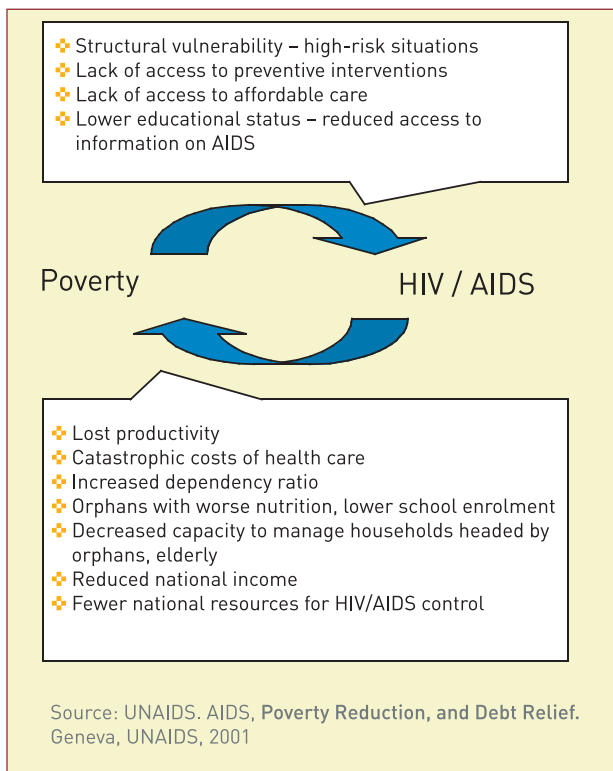 Structural vulnerability – high-risk situations
Lack of access to preventive interventions
Lack of access to affordable care
Lower educational status – reduced access to
information on AIDS
Poverty
HIV / AIDS
Lost productivity
Catastrophic costs of health care
Increased dependency ratio
Orphans with worse nutrition, lower school enrolment
Decreased capacity to manage households headed by
orphans, elderly
Reduced national income
Fewer national resources for HIV/AIDS control
Source: UNAIDS. AIDS, Poverty Reduction, and Debt Relief.
Geneva, UNAIDS, 2001